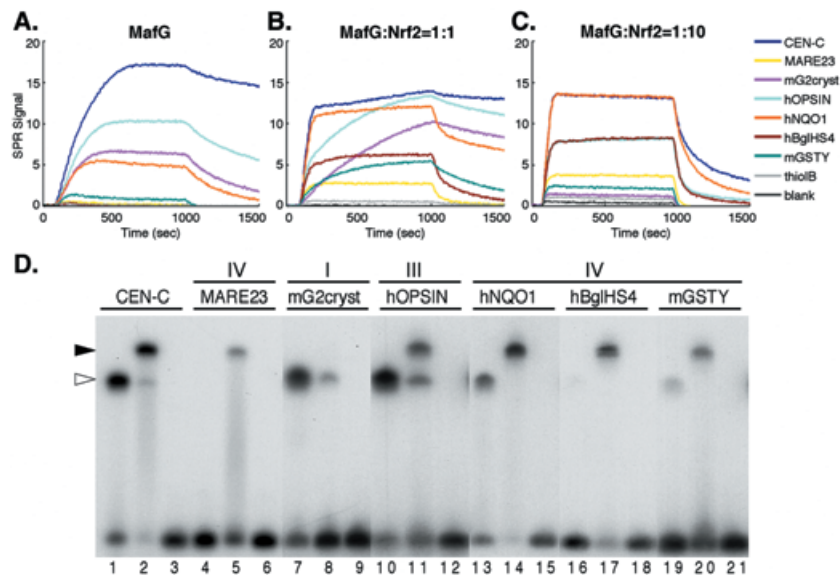 A. MafG
B. MafG:Nrf2=1:1
C. MafG:Nrf2=1:10
SPR Signal
20
15
10
5
0
0 500 1000 1500
Time (sec)
20
15
10
5
0
0 500 1000 1500
Time (sec)
20
15
10
5
0
0 500 1000 1500
Time (sec)
CEN-C
MARE23
mG2cryst
hOPSIN
hNQO1
hBglHS4
mGSTY
thiolB
blank
D.
IV I III IV
CEN-C MARE23 mG2cryst hOPSIN hNQO1 hBglHS4 mGSTY
1 2 3 4 5 6 7 8 9 10 11 12 13 14 15 16 17 18 19 20 21